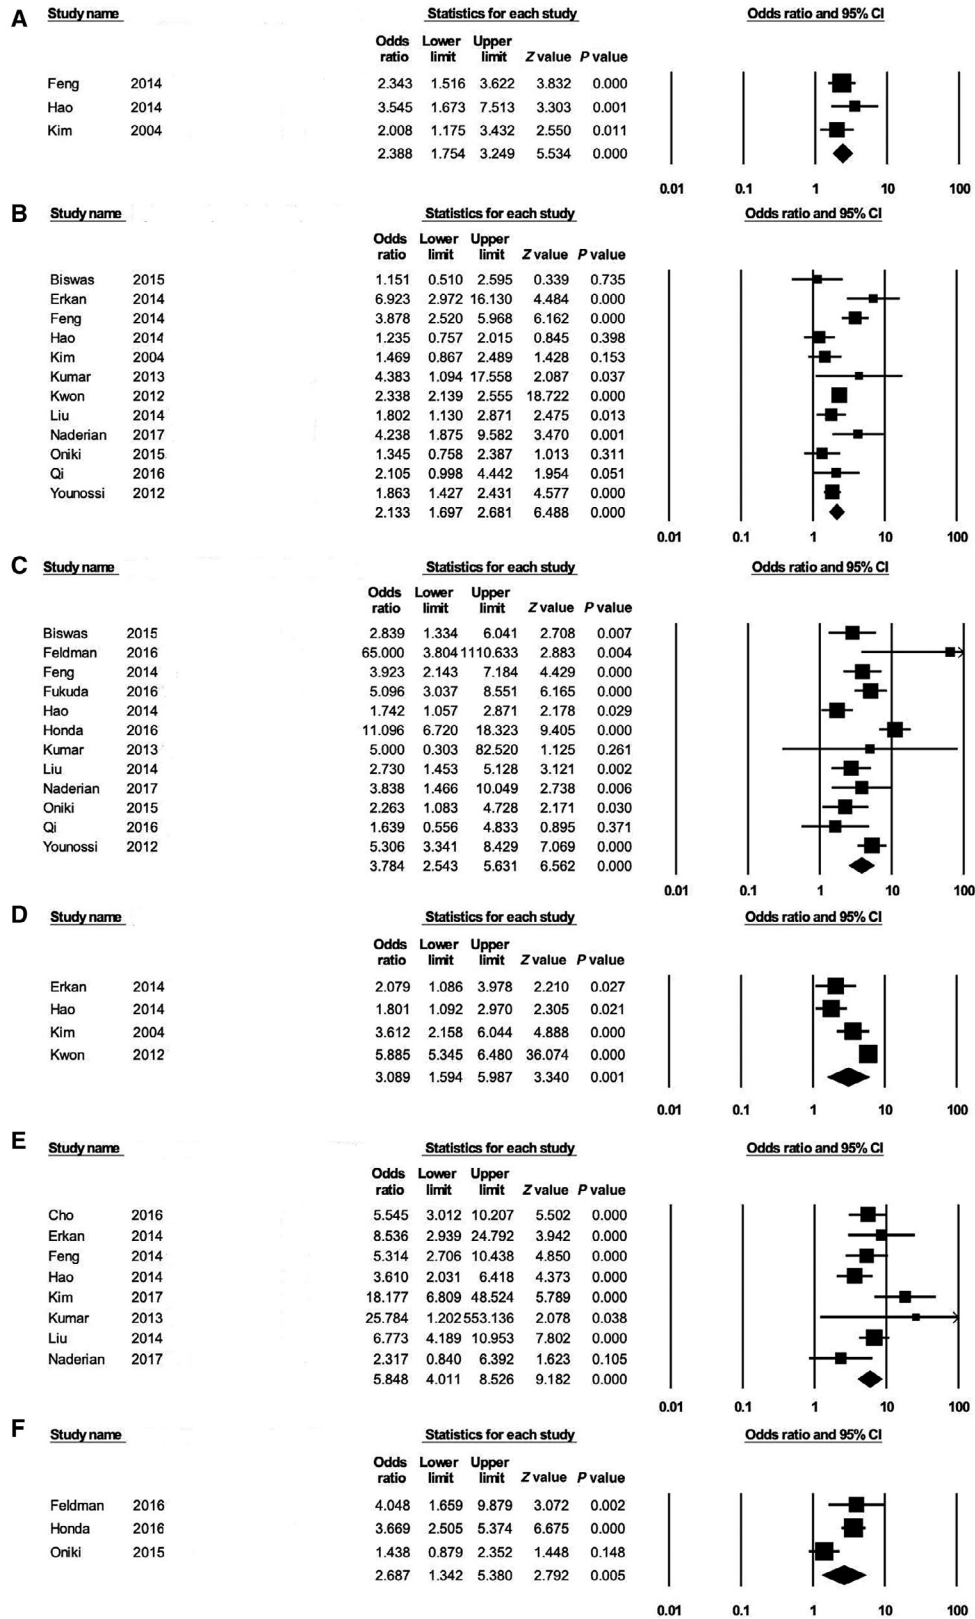 A Study name Statistics for each study Odds ratio and 95% CI
Odds Lower Upper
ratio limit limit Z value P value
Feng 2014 2.343 1.516 3.622 3.832 0.000
Hao 2014 3.545 1.673 7.513 3.303 0.001
Kim 2004 2.008 1.175 3.432 2.550 0.011
2.388 1.754 3.249 5.534 0.000
0.01 0.1 1 10 100
B Study name Statistics for each study Odds ratio and 95% CI
Odds Lower Upper
ratio limit limit Z value P value
Biswas 2015 1.151 0.510 2.595 0.339 0.735
Erkan 2014 6.923 2.972 16.130 4.484 0.000
Feng 2014 3.878 2.520 5.968 6.162 0.000
Hao 2014 1.235 0.757 2.015 0.845 0.398
Kim 2004 1.469 0.867 2.489 1.428 0.153
Kumar 2013 4.383 1.094 17.558 2.087 0.037
Kwon 2012 2.338 2.139 2.555 18.722 0.000
Liu 2014 1.802 1.130 2.871 2.475 0.013
Naderian 2017 4.238 1.875 9.582 3.470 0.001
Oniki 2015 1.345 0.758 2.387 1.013 0.311
Qi 2016 2.105 0.998 4.442 1.954 0.051
Younossi 2012 1.863 1.427 2.431 4.577 0.000
2.133 1.697 2.681 6.488 0.000
0.01 0.1 1 10 100
C Study name Statistics for each study Odds ratio and 95% CI
Odds Lower Upper
ratio limit limit Z value P value
Biswas 2015 2.839 1.334 6.041 2.708 0.007
Feldman 2016 65.000 3.804 1110.633 2.883 0.004
Feng 2014 3.923 2.143 7.184 4.429 0.000
Fukuda 2016 5.096 3.037 8.551 6.165 0.000
Hao 2014 1.742 1.057 2.871 2.178 0.029
Honda 2016 11.096 6.720 18.323 9.405 0.000
Kumar 2013 5.000 0.303 82.520 1.125 0.261
Liu 2014 2.730 1.453 5.128 3.121 0.002
Naderian 2017 3.838 1.466 10.049 2.738 0.006
Oniki 2015 2.263 1.083 4.728 2.171 0.030
Qi 2016 1.639 0.556 4.833 0.895 0.371
Younossi 2012 5.306 3.341 8.429 7.069 0.000
3.784 2.543 5.631 6.562 0.000
0.01 1 10 100
D Study name Statistics for each study Odds ratio and 95% CI
Odds Lower Upper
ratio limit limit Z value P value
Erkan 2014 2.079 1.086 3.978 2.210 0.027
Hao 2014 1.801 1.092 2.970 2.305 0.021
Kim 2004 3.612 2.158 6.044 4.888 0.000
Kwon 2012 5.885 5.345 6.480 36.074 0.000
3.089 1.594 5.987 3.340 0.001
0.01 0.1 1 10 100
E Study name Statistics for each study Odds ratio and 95% CI
Odds Lower Upper
ratio limit limit Z value P value
Cho 2016 5.545 3.012 10.207 5.502 0.000
Erkan 2014 8.536 2.939 24.792 3.942 0.000
Feng 2014 5.314 2.706 10.438 4.850 0.000
Hao 2014 3.610 2.031 6.418 4.373 0.000
Kim 2017 18.177 6.809 48.524 5.789 0.000
Kumar 2013 25.784 1.202 553.136 2.078 0.038
Liu 2014 6.773 4.189 10.953 7.802 0.000
Naderian 2017 2.317 0.840 6.392 1.623 0.105
5.848 4.011 8.526 9.182 0.000
0.01 0.1 1 10 100
F Study name Statistics for each study Odds ratio and 95% CI
Odds Lower Upper
ratio limit limit Z value P value
Feldman 2016 4.048 1.659 9.879 3.072 0.002
Honda 2016 3.669 2.505 5.374 6.675 0.000
Oniki 2015 1.438 0.879 2.352 1.448 0.148
2.687 1.342 5.380 2.792 0.005
0.01 0.1 1 10 100